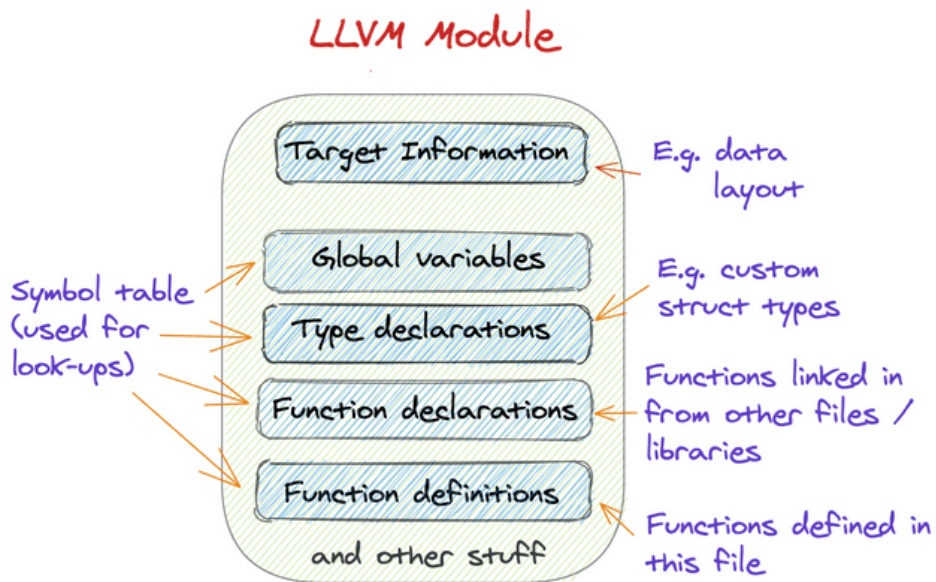 LLVM Module
Target Information
E.g. data
layout
Global variables
E.g. custom
struct types
Symbol table
(used for
look-ups)
Type declarations
Function declarations
Functions linked in
from other files /
libraries
Function definitions
Functions defined in
this file
and other stuff